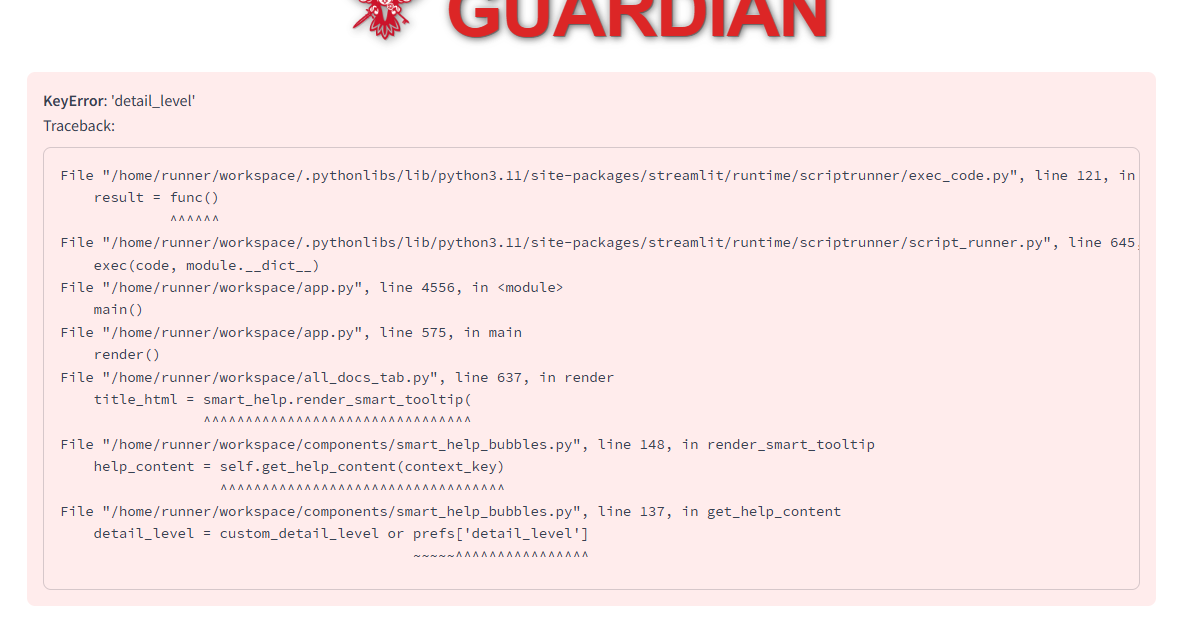 GUARDIAN
KeyError: 'detail_level'
Traceback:
File "/home/runner/workspace/.pythonlibs/lib/python3.11/site-packages/streamlit/runtime/scriptrunner/exec_code.py", line 121, in
    result = func()
             ^^^^^^
File "/home/runner/workspace/.pythonlibs/lib/python3.11/site-packages/streamlit/runtime/scriptrunner/script_runner.py", line 645,
    exec(code, module.__dict__)
File "/home/runner/workspace/app.py", line 4556, in <module>
    main()
File "/home/runner/workspace/app.py", line 575, in main
    render()
File "/home/runner/workspace/all_docs_tab.py", line 637, in render
    title_html = smart_help.render_smart_tooltip(
                 ^^^^^^^^^^^^^^^^^^^^^^^^^^^^^^^^
File "/home/runner/workspace/components/smart_help_bubbles.py", line 148, in render_smart_tooltip
    help_content = self.get_help_content(context_key)
                   ^^^^^^^^^^^^^^^^^^^^^^^^^^^^^^^^^^
File "/home/runner/workspace/components/smart_help_bubbles.py", line 137, in get_help_content
    detail_level = custom_detail_level or prefs['detail_level']
                                          ~~~~~^^^^^^^^^^^^^^^^